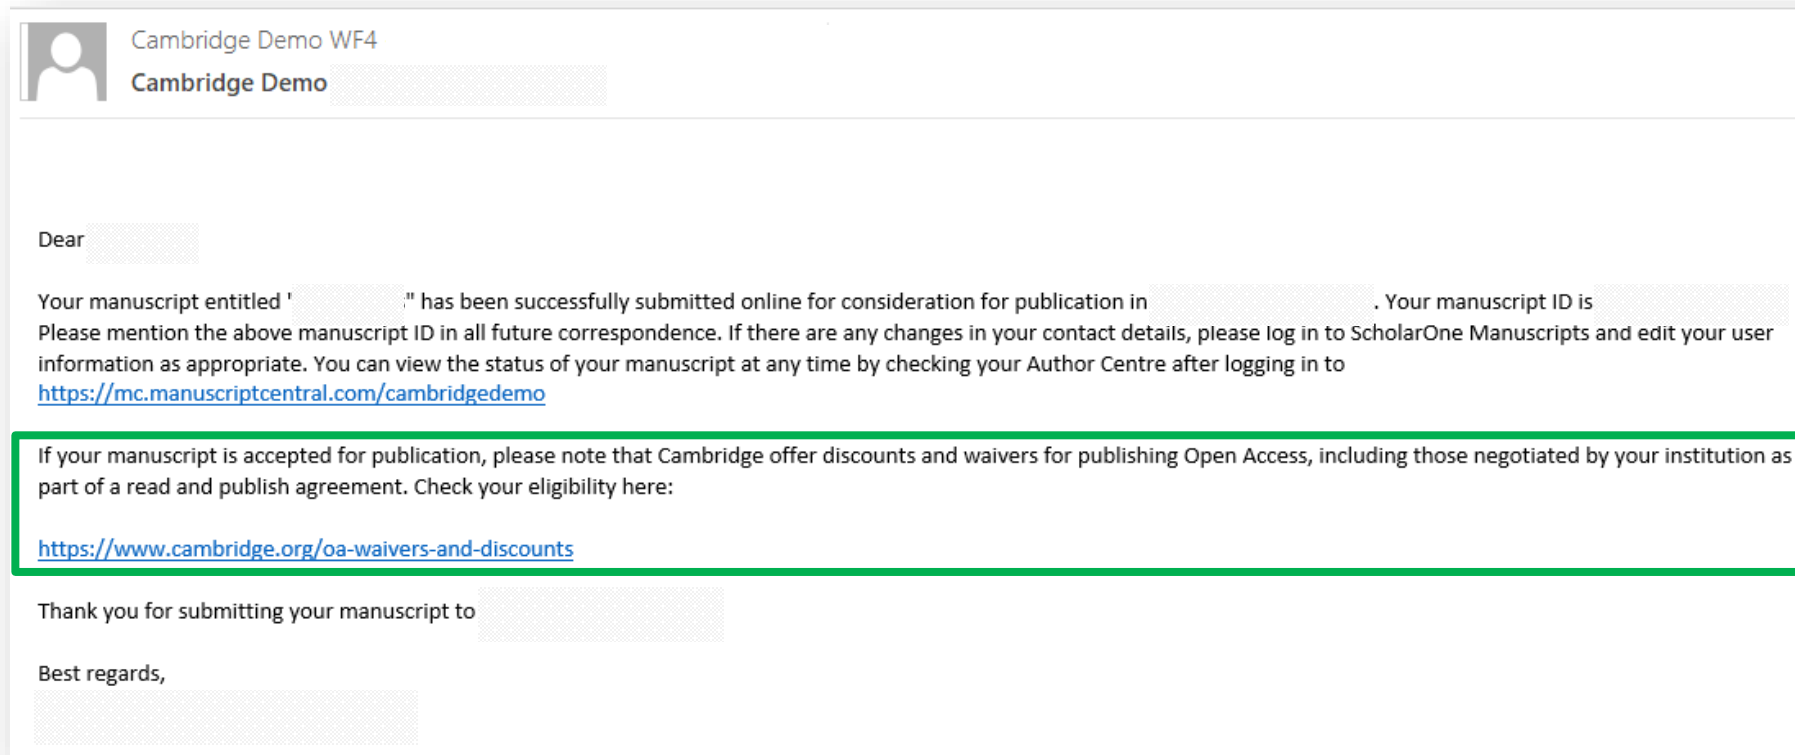 Cambridge Demo WF4
Cambridge Demo
Dear
Your manuscript entitled '" has been successfully submitted online for consideration for publication in . Your manuscript ID is
Please mention the above manuscript ID in all future correspondence. If there are any changes in your contact details, please log in to ScholarOne Manuscripts and edit your user
information as appropriate. You can view the status of your manuscript at any time by checking your Author Centre after logging in to
https://mc.manuscriptcentral.com/cambridgedemo
If your manuscript is accepted for publication, please note that Cambridge offer discounts and waivers for publishing Open Access, including those negotiated by your institution as
part of a read and publish agreement. Check your eligibility here:
https://www.cambridge.org/oa-waivers-and-discounts
Thank you for submitting your manuscript to
Best regards,